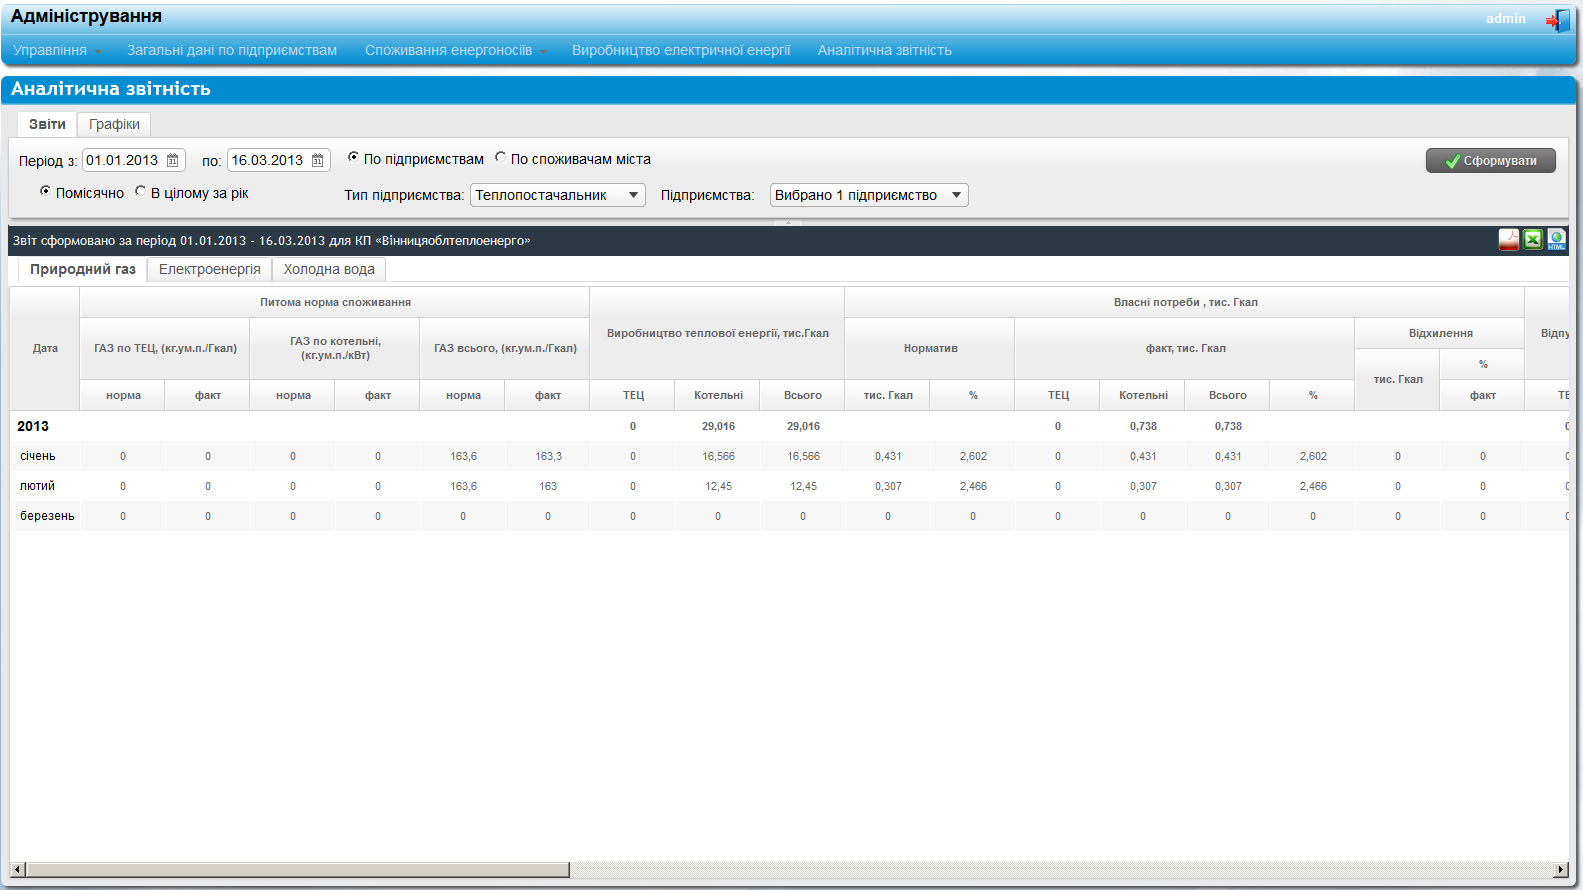 Адміністрування
admin
Управління Загальні дані по підприємствам Споживання енергоносіїв Виробництво електричної енергії Аналітична звітність
Аналітична звітність
Звіти Графіки
Період з: 01.01.2013 по: 16.03.2013 По підприємствам По споживачам міста Сформувати
Помісячно В цілому за рік Тип підприємства: Теплопостачальник Підприємства: Вибрано 1 підприємство
Звіт сформовано за період 01.01.2013 - 16.03.2013 для КП «Вінницяоблтеплоенерго»
Природний газ Електроенергія Холодна вода
Питома норма споживання Власні потреби , тис. Гкал
Дата ГАЗ по ТЕЦ, (кг.ум.п./Гкал) ГАЗ по котельні, (кг.ум.п./кВт) ГАЗ всього, (кг.ум.п./Гкал) Виробництво теплової енергії, тис.Гкал Норматив факт, тис. Гкал Відхилення Відпу
тис. Гкал %
норма факт норма факт норма факт ТЕЦ Котельні Всього тис. Гкал % ТЕЦ Котельні Всього % факт ТЕ
2013 0 29,016 29,016 0 0,738 0,738 0
січень 0 0 0 0 163,6 163,3 0 16,566 16,566 0,431 2,602 0 0,431 0,431 2,602 0 0 0
лютий 0 0 0 0 163,6 163 0 12,45 12,45 0,307 2,466 0 0,307 0,307 2,466 0 0 0
березень 0 0 0 0 0 0 0 0 0 0 0 0 0 0 0 0 0 0